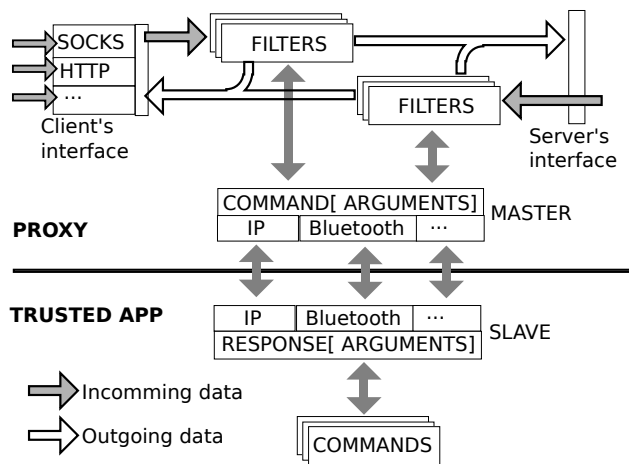 SOCKS
FILTERS
HTTP
...
FILTERS
Client's
interface
Server's
interface
COMMAND[ ARGUMENTS]
MASTER
PROXY
IP
Bluetooth
...
TRUSTED APP
IP
Bluetooth
...
SLAVE
RESPONSE[ ARGUMENTS]
Incomming data
Outgoing data
COMMANDS